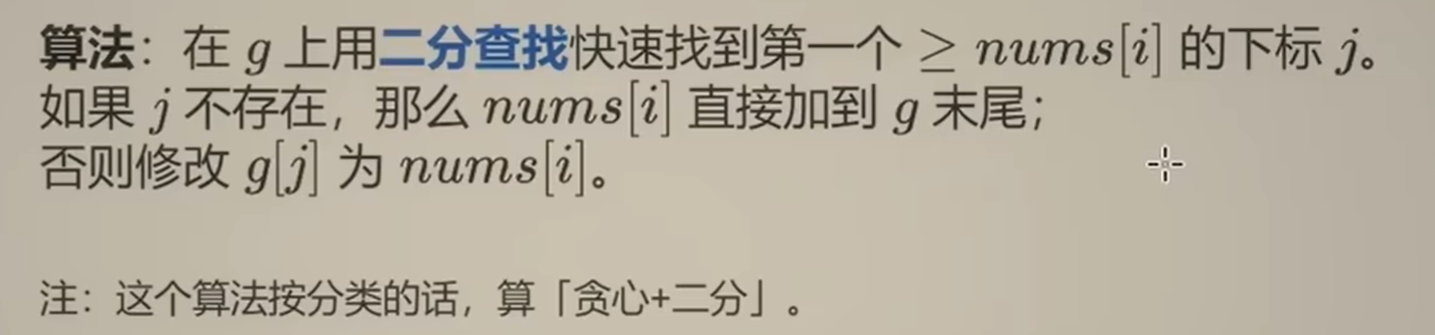 算法：在 g 上用二分查找快速找到第一个 ≥ nums[i] 的下标 j。
如果 j 不存在，那么 nums[i] 直接加到 g 末尾；
否则修改 g[j] 为 nums[i]。
注：这个算法按分类的话，算「贪心+二分」。